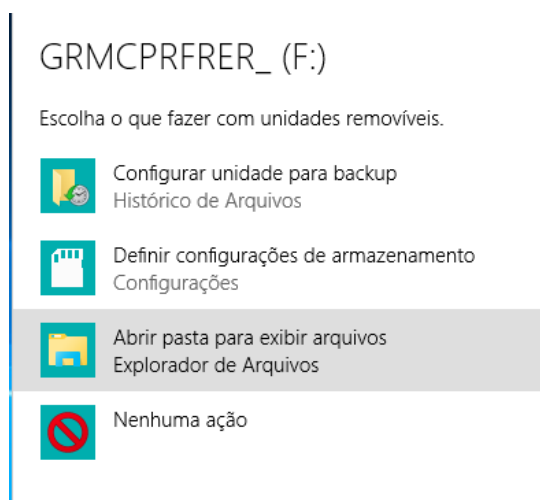 GRMCPRFRER_ (F:)
Escolha o que fazer com unidades removíveis.
Configurar unidade para backup
Histórico de Arquivos
Definir configurações de armazenamento
Configurações
Abrir pasta para exibir arquivos
Explorador de Arquivos
Nenhuma ação